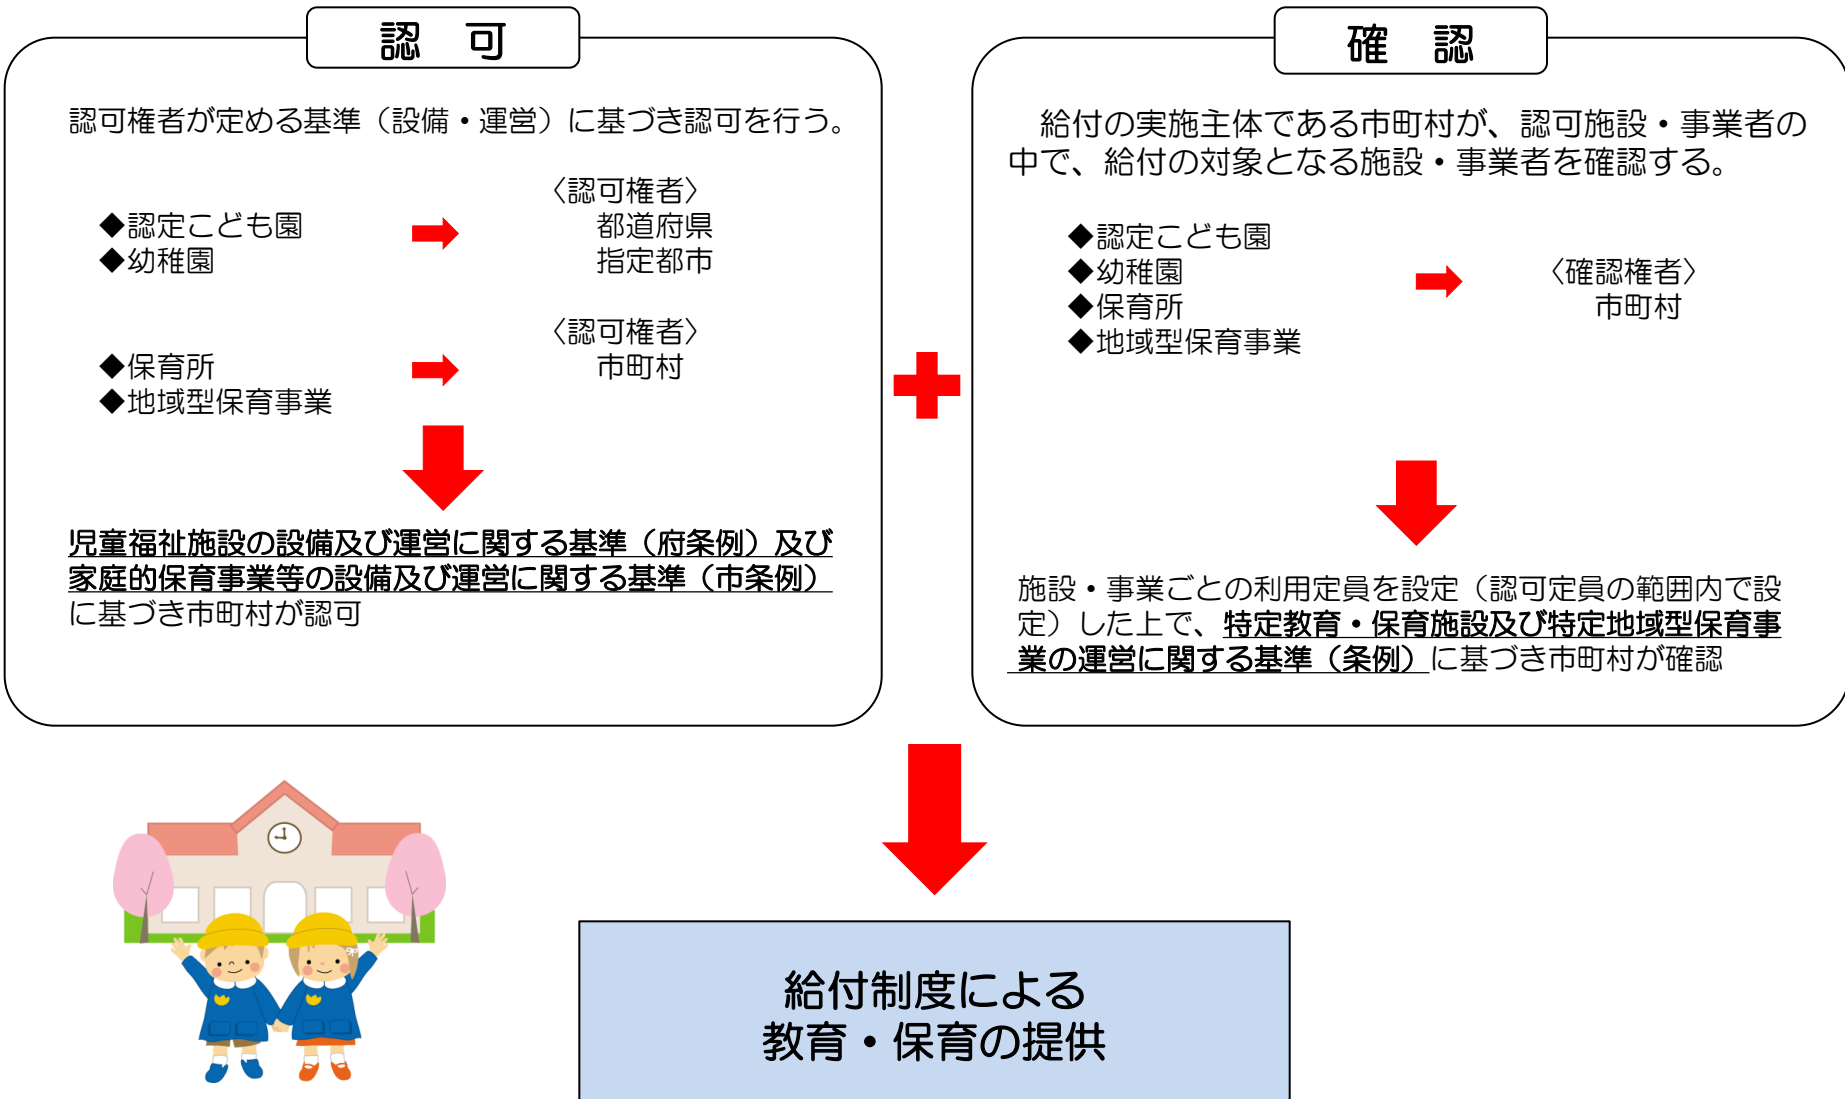 認　可
認可権者が定める基準（設備・運営）に基づき認可を行う。
〈認可権者〉
◆認定こども園
都道府県
◆幼稚園
指定都市
〈認可権者〉
◆保育所
市町村
◆地域型保育事業
児童福祉施設の設備及び運営に関する基準（府条例）及び
家庭的保育事業等の設備及び運営に関する基準（市条例）
に基づき市町村が認可
確　認
給付の実施主体である市町村が、認可施設・事業者の
中で、給付の対象となる施設・事業者を確認する。
◆認定こども園
◆幼稚園
〈確認権者〉
◆保育所
市町村
◆地域型保育事業
施設・事業ごとの利用定員を設定（認可定員の範囲内で設
定）した上で、特定教育・保育施設及び特定地域型保育事
業の運営に関する基準（条例）に基づき市町村が確認
給付制度による
教育・保育の提供